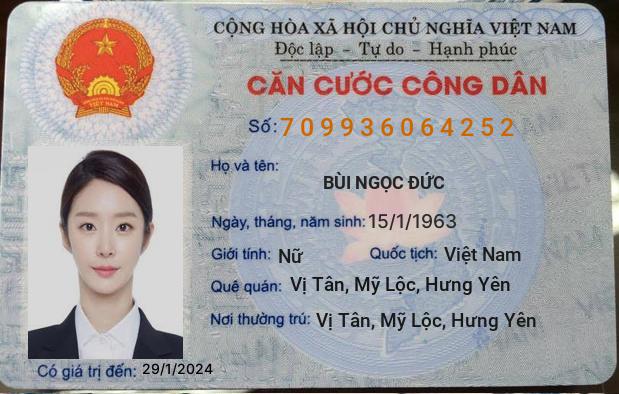 CỘNG HÒA XÃ HỘI CHỦ NGHĨA VIỆT NAM
Độc lập - Tự do - Hạnh phúc
CĂN CƯỚC CÔNG DÂN
Số: 709936064252
Họ và tên:
BÙI NGỌC ĐỨC
Ngày, tháng, năm sinh: 15/1/1963
Giới tính: Nữ Quốc tịch: Việt Nam
Quê quán: Vị Tân, Mỹ Lộc, Hưng Yên
Nơi thường trú: Vị Tân, Mỹ Lộc, Hưng Yên
Có giá trị đến: 29/1/2024
VIỆT NAM